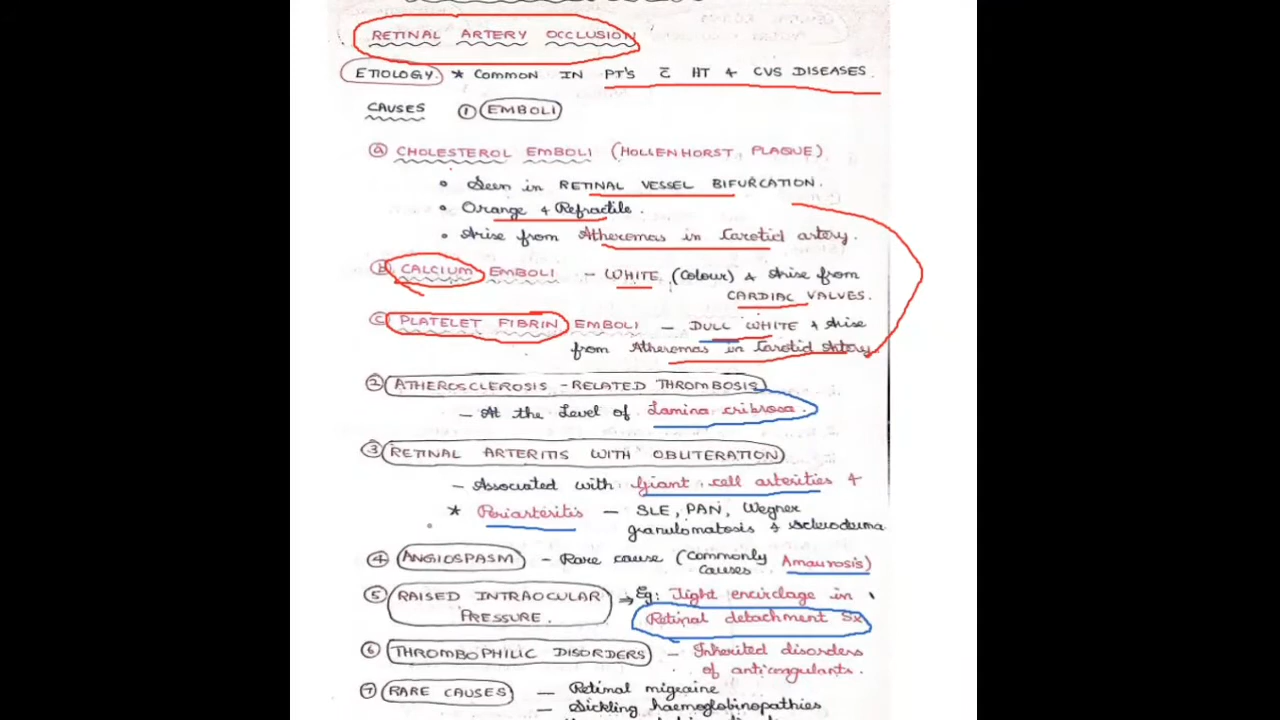 RETINAL ARTERY OCCLUSION
ETIOLOGY. * COMMON IN PT'S C̄ HT & CVS DISEASES.
CAUSES ① EMBOLI
ⓐ CHOLESTEROL EMBOLI (HOLLENHORST PLAQUE)
• Seen in RETINAL VESSEL BIFURCATION.
• Orange & Refractile.
• Arise from Atheromas in Carotid artery.
ⓑ CALCIUM EMBOLI – WHITE (Colour) & Arise from
CARDIAC VALVES.
ⓒ PLATELET FIBRIN EMBOLI – DULL WHITE & Arise
from Atheromas in Carotid Artery
② ATHEROSCLEROSIS - RELATED THROMBOSIS
– At the Level of Lamina cribrosa.
③ RETINAL ARTERITIS WITH OBLITERATION
– Associated with Giant cell arterities &
* Periarteritis – SLE, PAN, Wegner
granulomatosis & scleroderma
④ ANGIOSPASM – Rare cause (Commonly
causes Amaurosis)
⑤ RAISED INTRAOCULAR → Eg: Tight encirclage in
PRESSURE. Retinal detachment Sx
⑥ THROMBOPHILIC DISORDERS – Inherited disorders
of anticongulants.
⑦ RARE CAUSES – Retinal migraine
– Sickling haemoglobinopathies